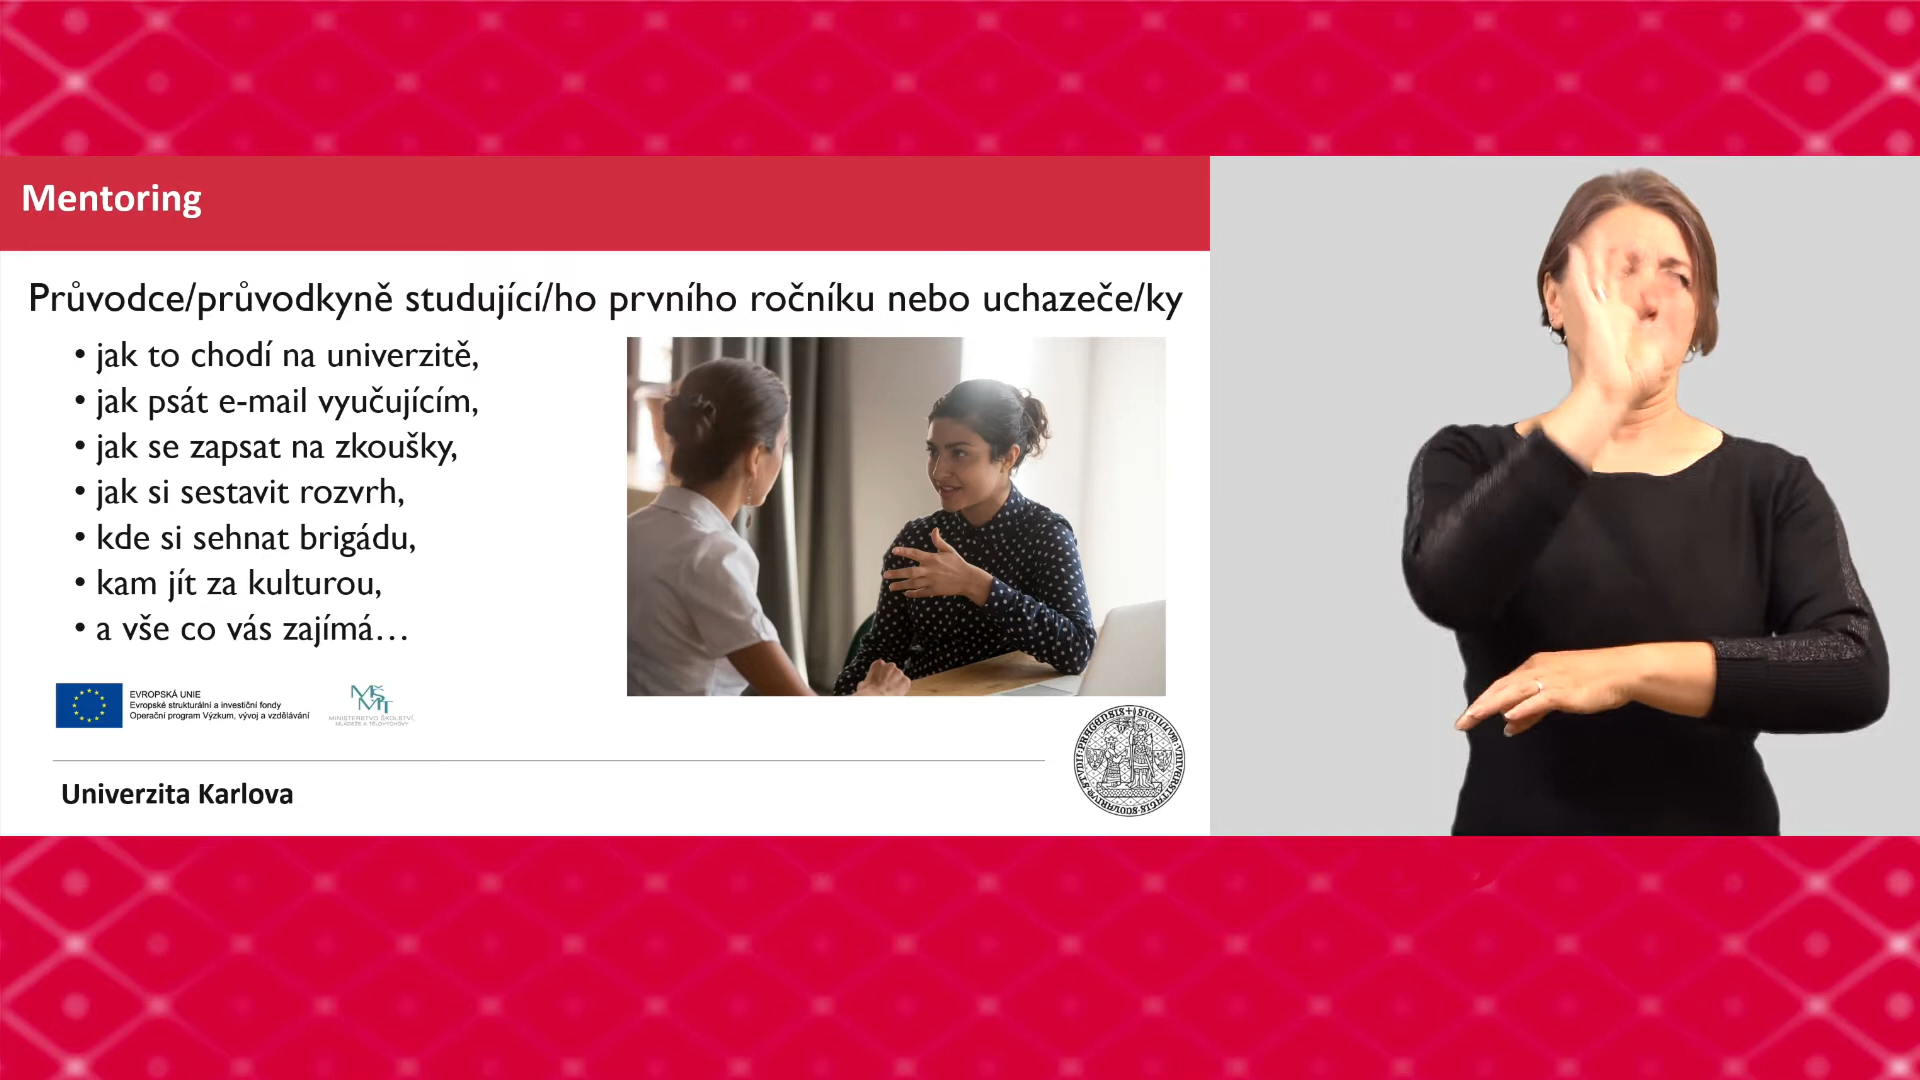 Mentoring
Průvodce/průvodkyně studující/ho prvního ročníku nebo uchazeče/ky
• jak to chodí na univerzitě,
• jak psát e-mail vyučujícím,
• jak se zapsat na zkoušky,
• jak si sestavit rozvrh,
• kde si sehnat brigádu,
• kam jít za kulturou,
• a vše co vás zajímá…
EVROPSKÁ UNIE
Evropské strukturální a investiční fondy
Operační program Výzkum, vývoj a vzdělávání
MŠMT
MINISTERSTVO ŠKOLSTVÍ,
MLÁDEŽE A TĚLOVÝCHOVY
Univerzita Karlova